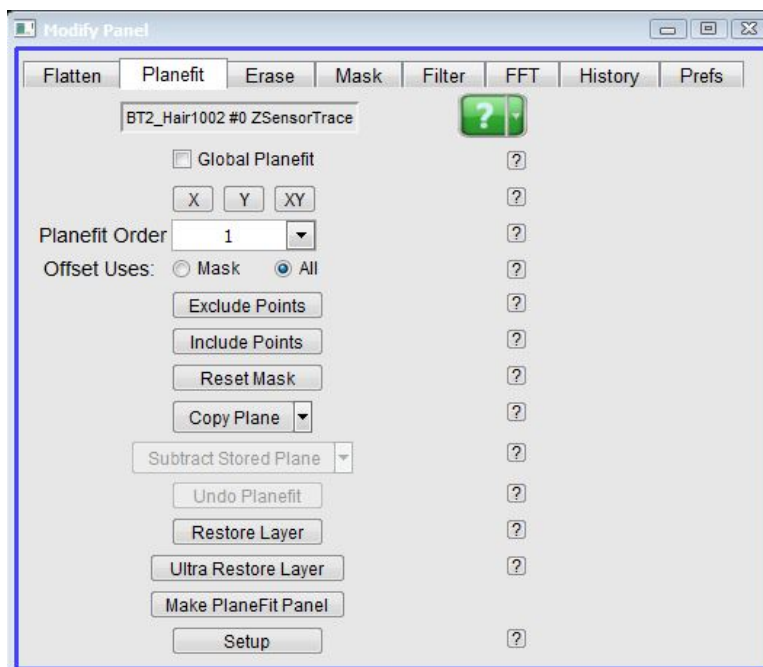 Modify Panel
Flatten Planefit Erase Mask Filter FFT History Prefs
BT2_Hair1002 #0 ZSensorTrace ?
Global Planefit ?
X Y XY ?
Planefit Order 1 ?
Offset Uses: Mask All ?
Exclude Points ?
Include Points ?
Reset Mask ?
Copy Plane ?
Subtract Stored Plane ?
Undo Planefit ?
Restore Layer ?
Ultra Restore Layer ?
Make PlaneFit Panel
Setup ?